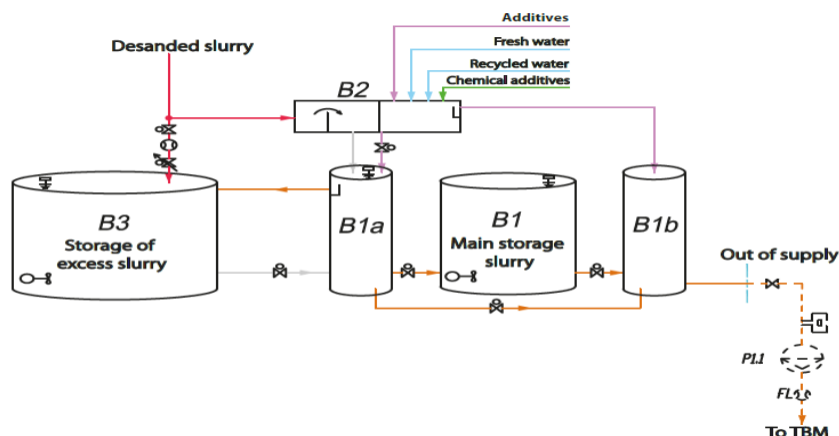 Additives
Fresh water
Desanded slurry
Recycled water
Chemical additives
B2
B3
Storage of
excess slurry
B1a
B1
Main storage
slurry
B1b
Out of supply
P1.1
FL
To TBM